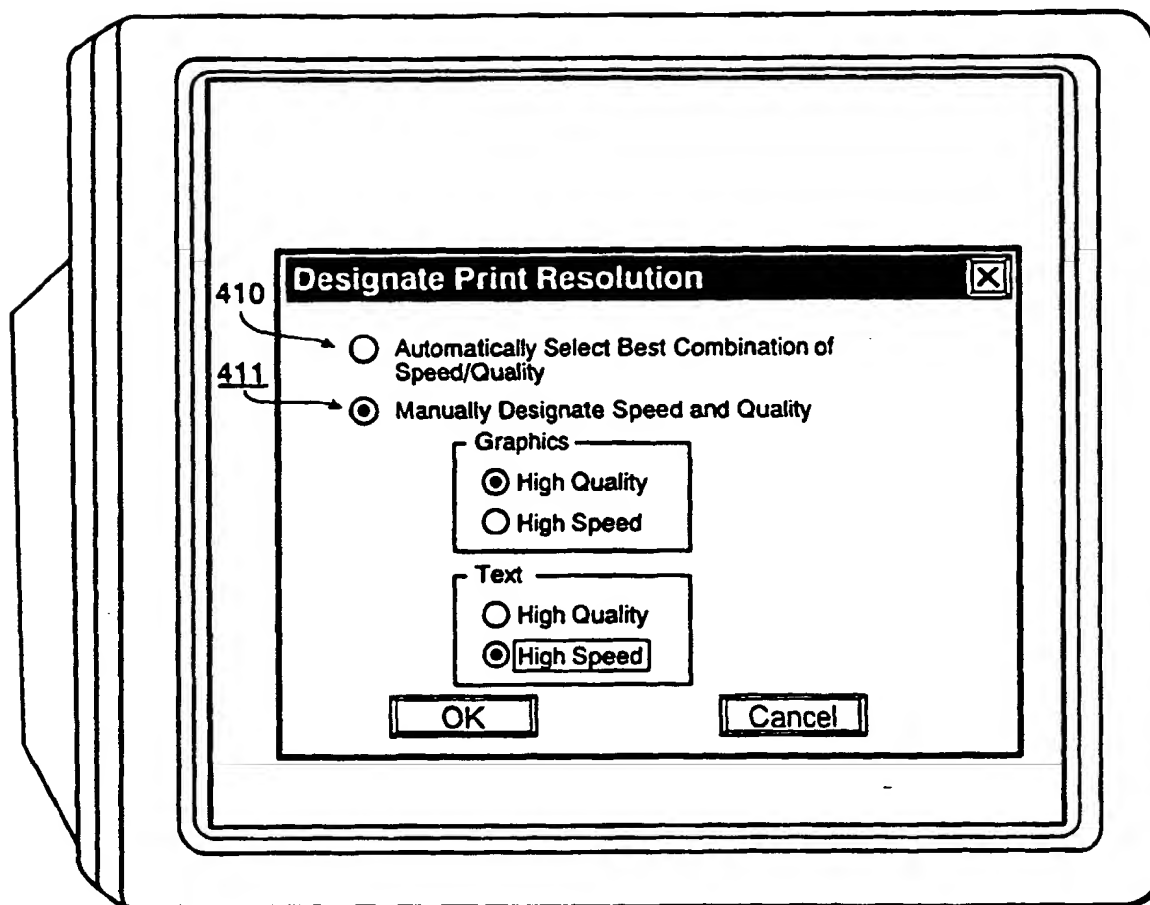 Designate Print Resolution
410
Automatically Select Best Combination of
Speed/Quality
411
Manually Designate Speed and Quality
Graphics
High Quality
High Speed
Text
High Quality
High Speed
OK
Cancel